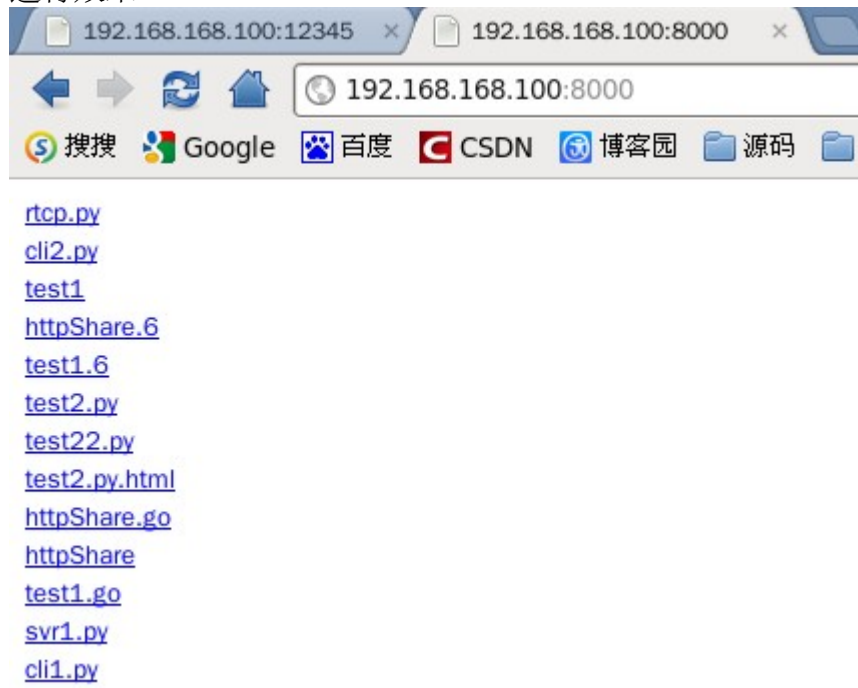 192.168.168.100:12345 192.168.168.100:8000
192.168.168.100:8000
搜搜 Google 百度 CSDN 博客园 源码
rtcp.py
cli2.py
test1
httpShare.6
test1.6
test2.py
test22.py
test2.py.html
httpShare.go
httpShare
test1.go
svr1.py
cli1.py